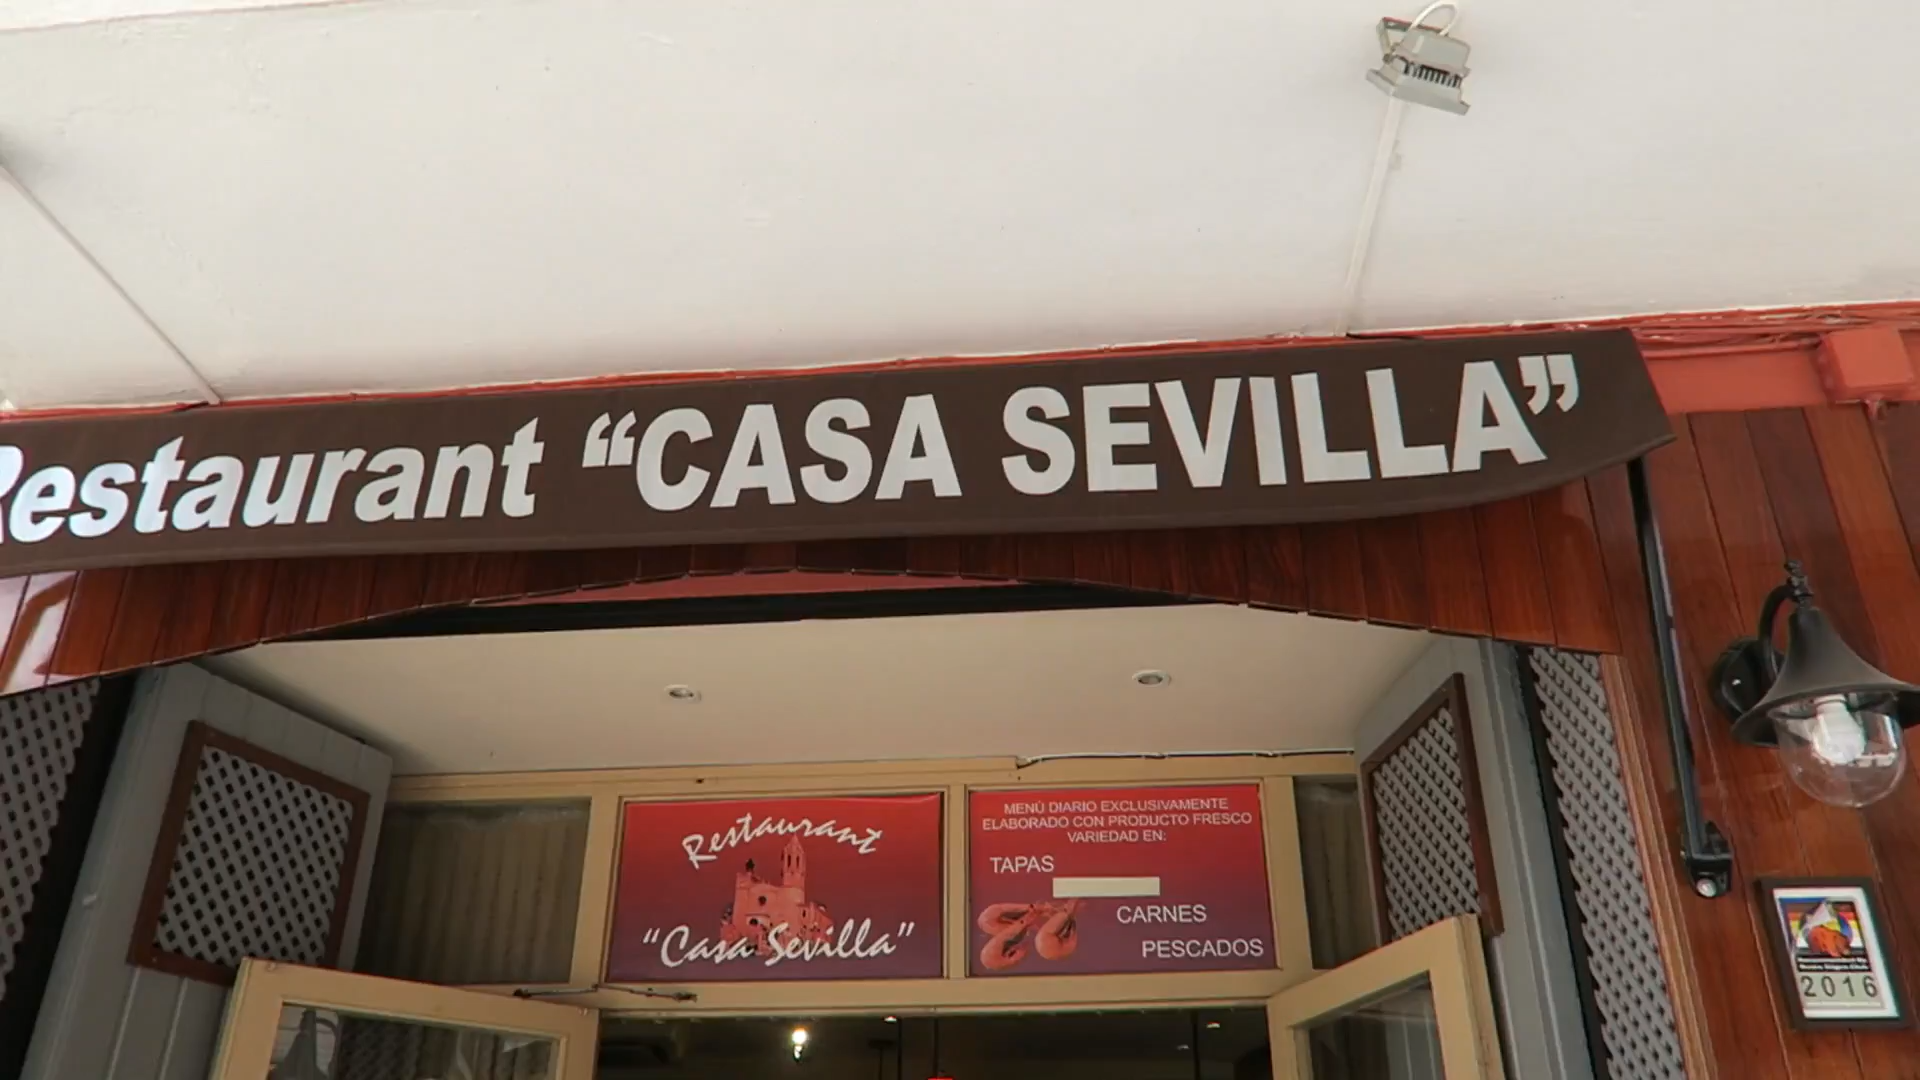 Restaurant “CASA SEVILLA”
Restaurant
“Casa Sevilla”
MENÚ DIARIO EXCLUSIVAMENTE
ELABORADO CON PRODUCTO FRESCO
VARIEDAD EN:
TAPAS
CARNES
PESCADOS
2016